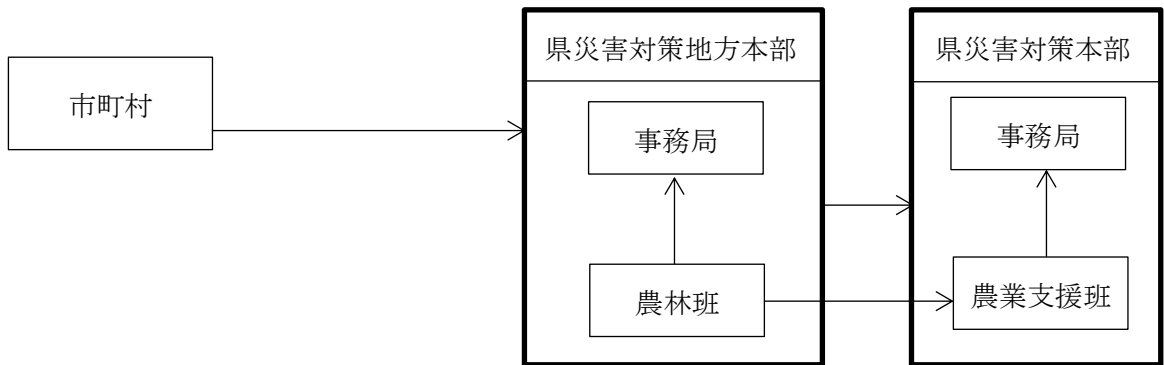 市町村
県災害対策地方本部
事務局
農林班
県災害対策本部
事務局
農業支援班